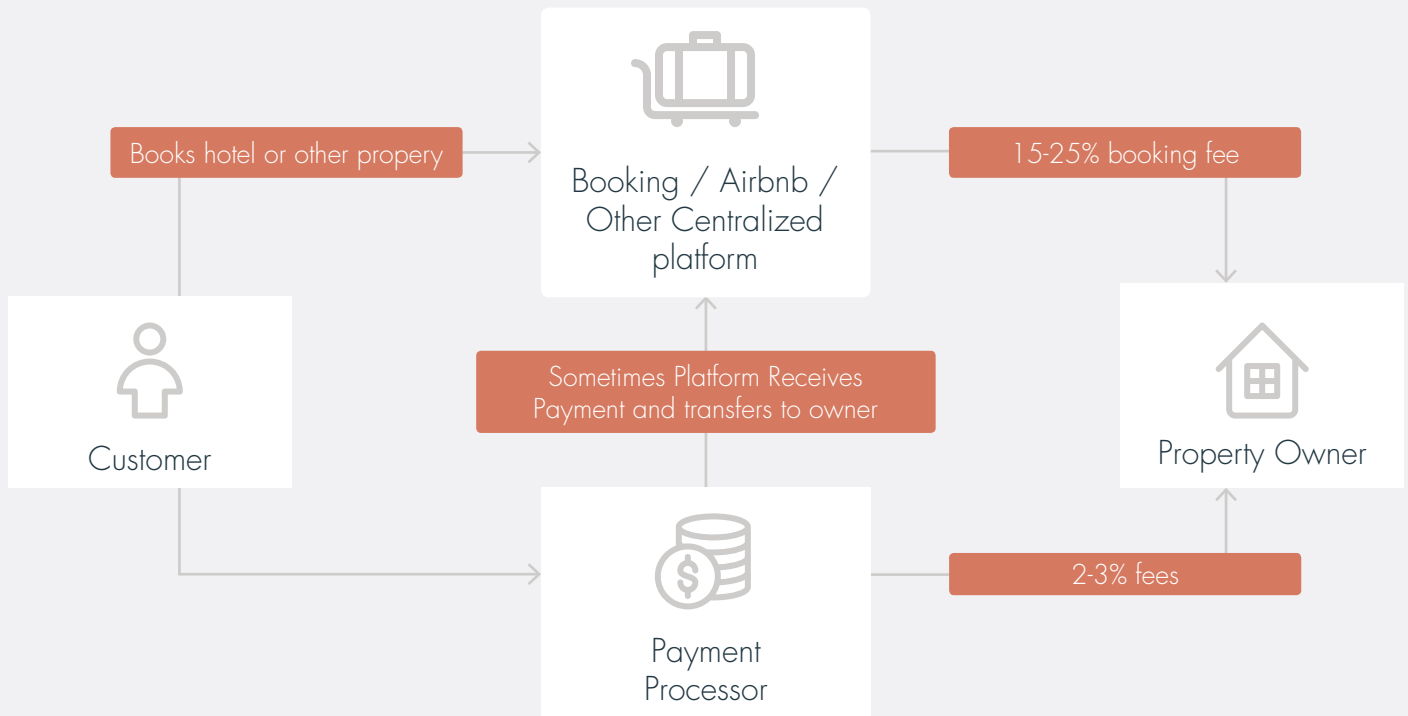 Books hotel or other propery
Booking / Airbnb /
Other Centralized
platform
15-25% booking fee
Customer
Sometimes Platform Receives
Payment and transfers to owner
Property Owner
$
Payment
Processor
2-3% fees